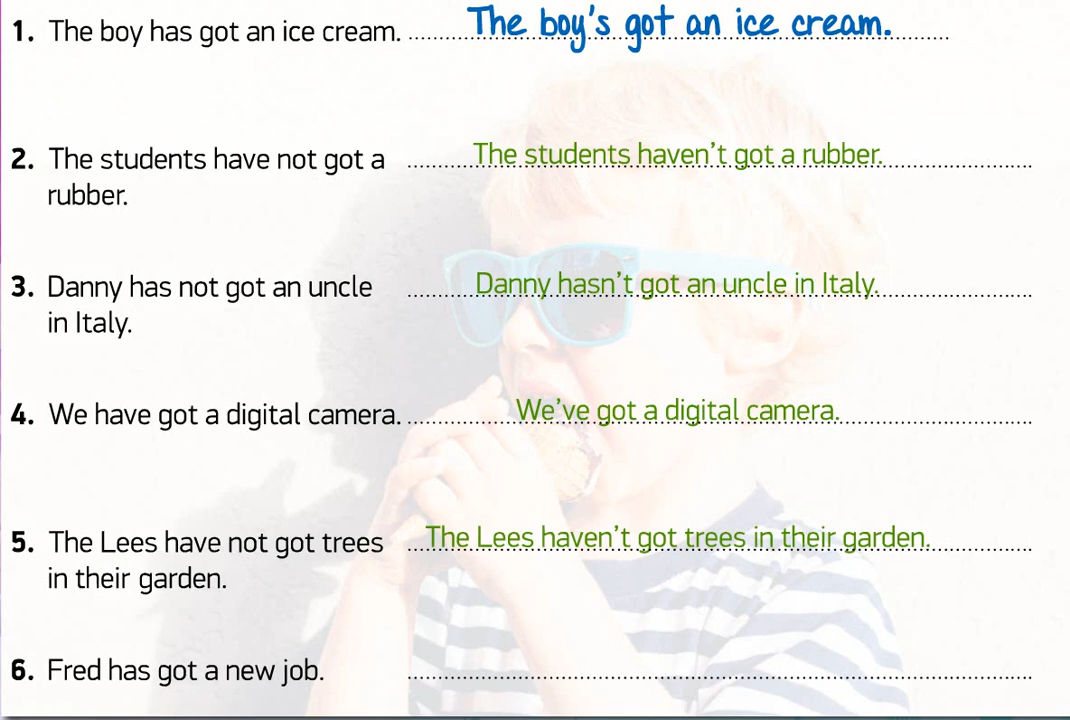 1. The boy has got an ice cream. The boy's got an ice cream.
2. The students have not got a The students haven't got a rubber.
rubber.
3. Danny has not got an uncle Danny hasn't got an uncle in Italy.
in Italy.
4. We have got a digital camera. We've got a digital camera.
5. The Lees have not got trees The Lees haven't got trees in their garden.
in their garden.
6. Fred has got a new job.